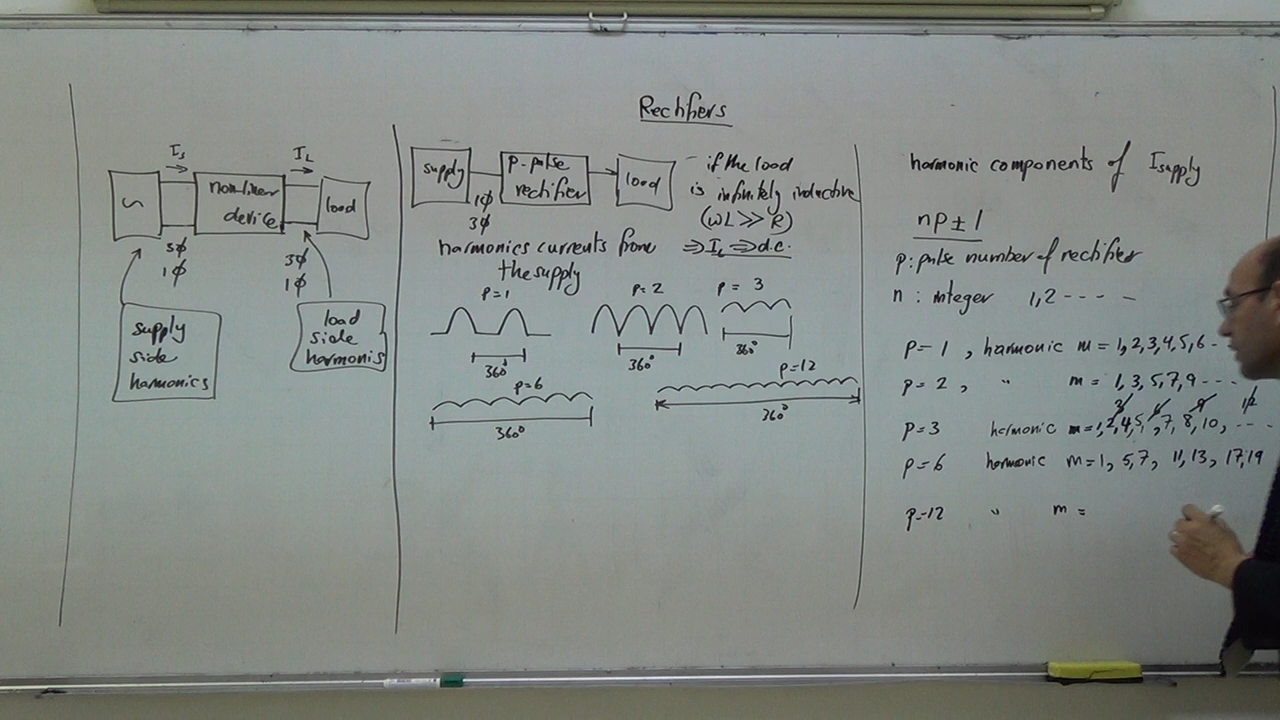 Rectifiers
Is
IL
~
nonlinear
device
load
3ϕ
1ϕ
3ϕ
1ϕ
supply
side
harmonics
load
side
harmonis
supply
P-pulse
rectifier
load
1ϕ
3ϕ
- if the load
is infinitely inductive
(ωL >> R)
⇒ IL ⇒ d.c.
harmonics currents from
the supply
P=1
360°
P=2
360°
P= 3
360°
P=6
360°
P=12
360°
harmonic components of Isupply
np ± 1
p: pulse number of rectifier
n : integer 1,2 - - - -
P=1 , harmonic m = 1,2,3,4,5,6 -
P=2 , " m = 1, 3, 5, 7, 9 - - -
3 6 9 12
P=3 harmonic m=1,2,4,5, ,7, 8, 10, - - -
P=6 harmonic m=1, 5,7, 11,13, 17,19
P=12 " m =